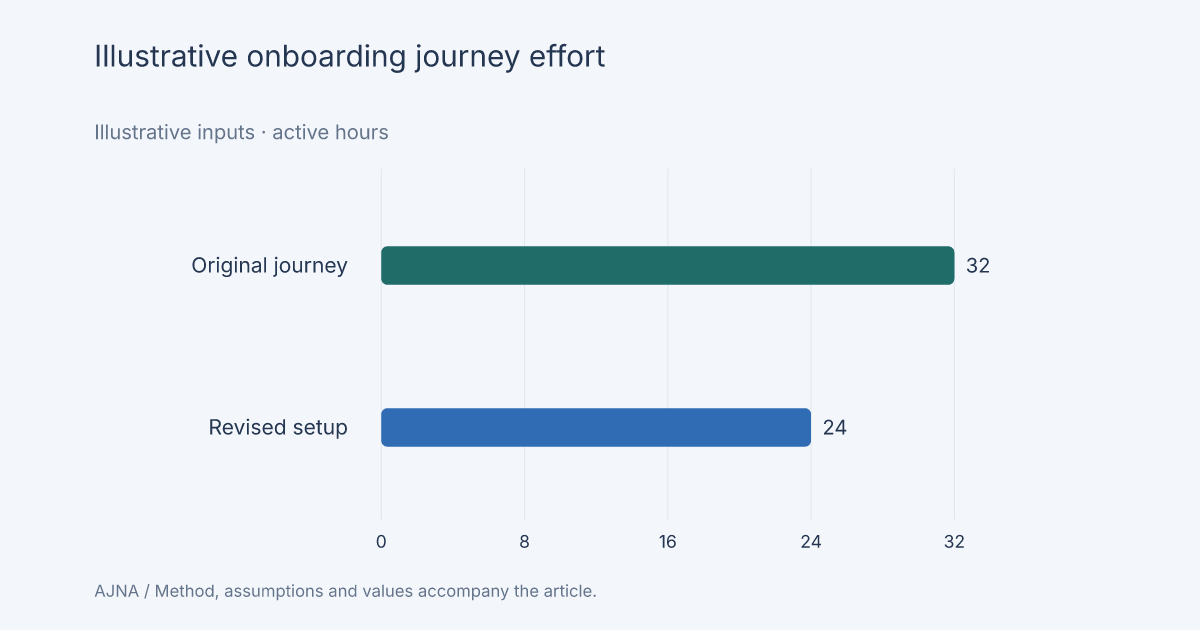 Illustrative onboarding journey effort
Illustrative inputs · active hours
Original journey 32
Revised setup 24
0 8 16 24 32
AJNA / Method, assumptions and values accompany the article.